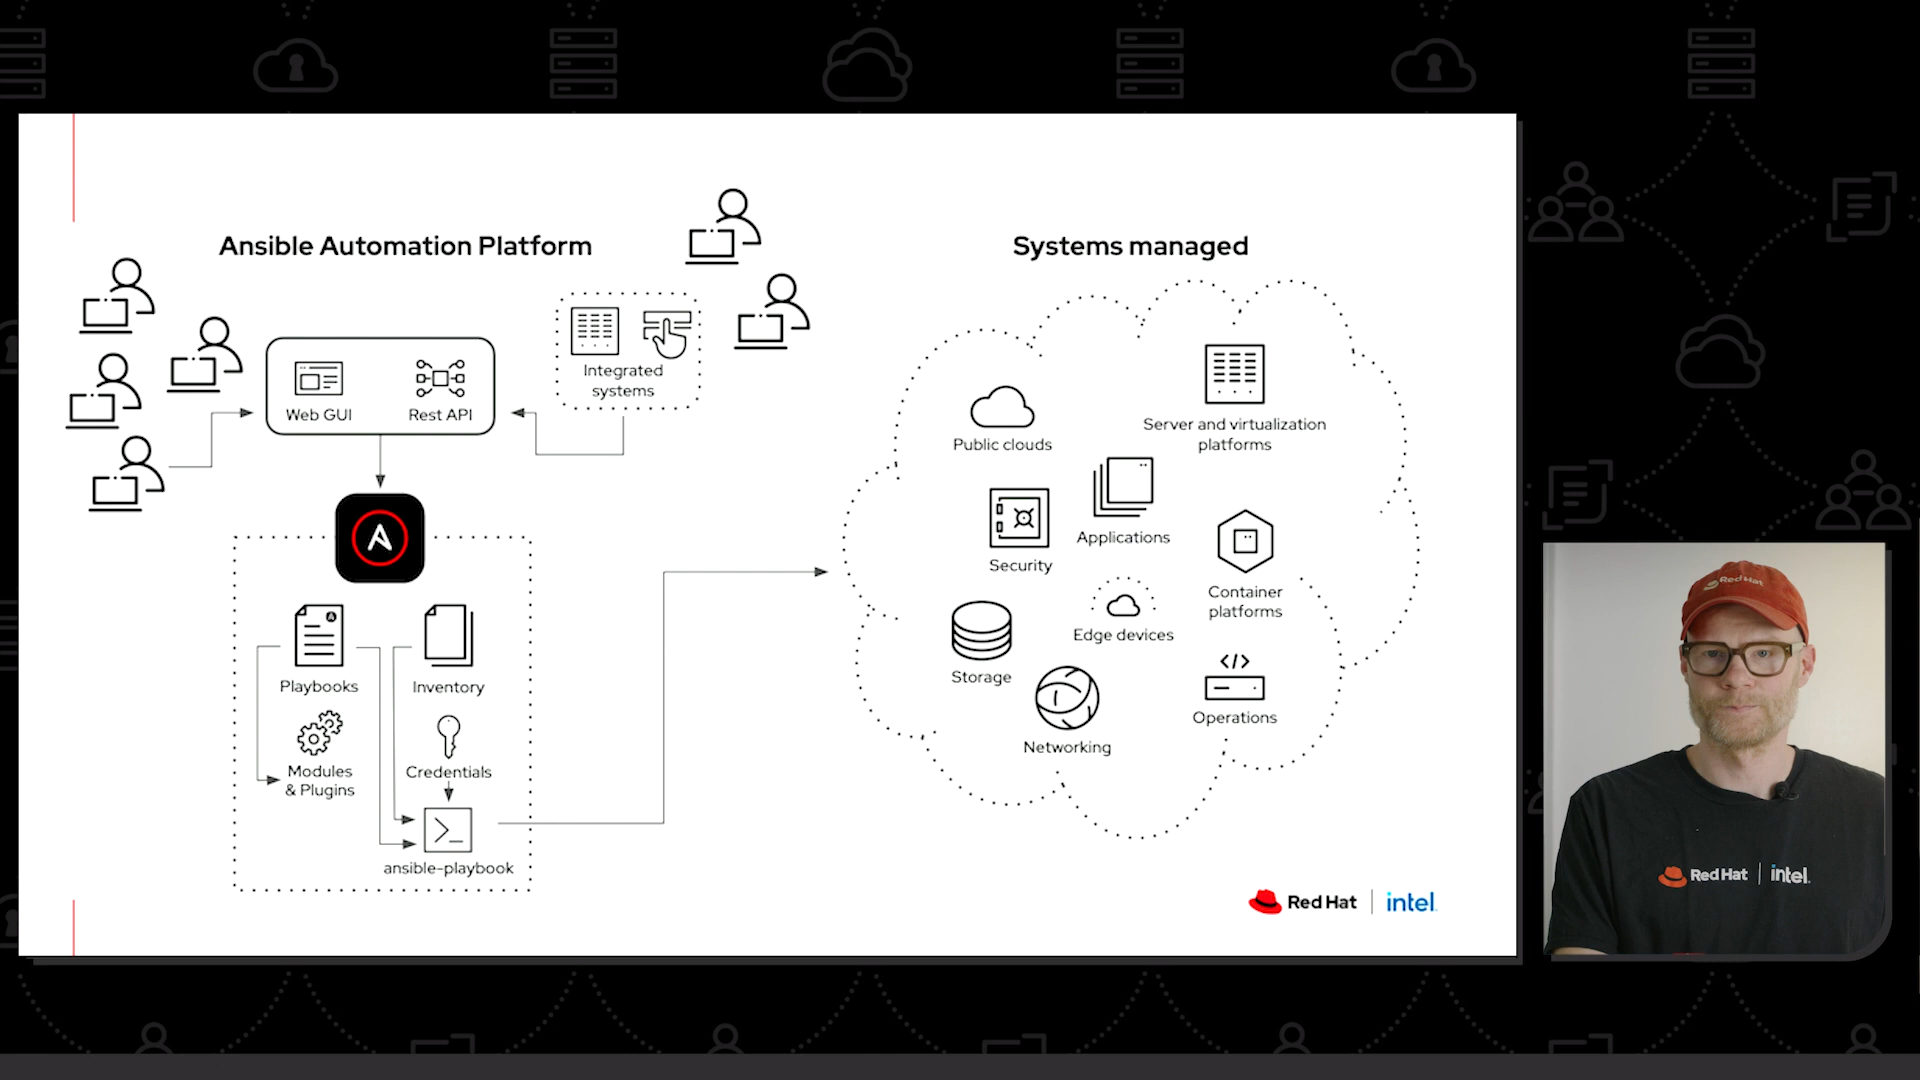 Ansible Automation Platform
Systems managed
Web GUI
Rest API
Integrated
systems
Public clouds
Server and virtualization
platforms
Security
Applications
Container
platforms
Edge devices
Storage
Networking
Operations
Playbooks
Inventory
Modules
& Plugins
Credentials
ansible-playbook
Red Hat | intel.
Red Hat
Red Hat | intel.